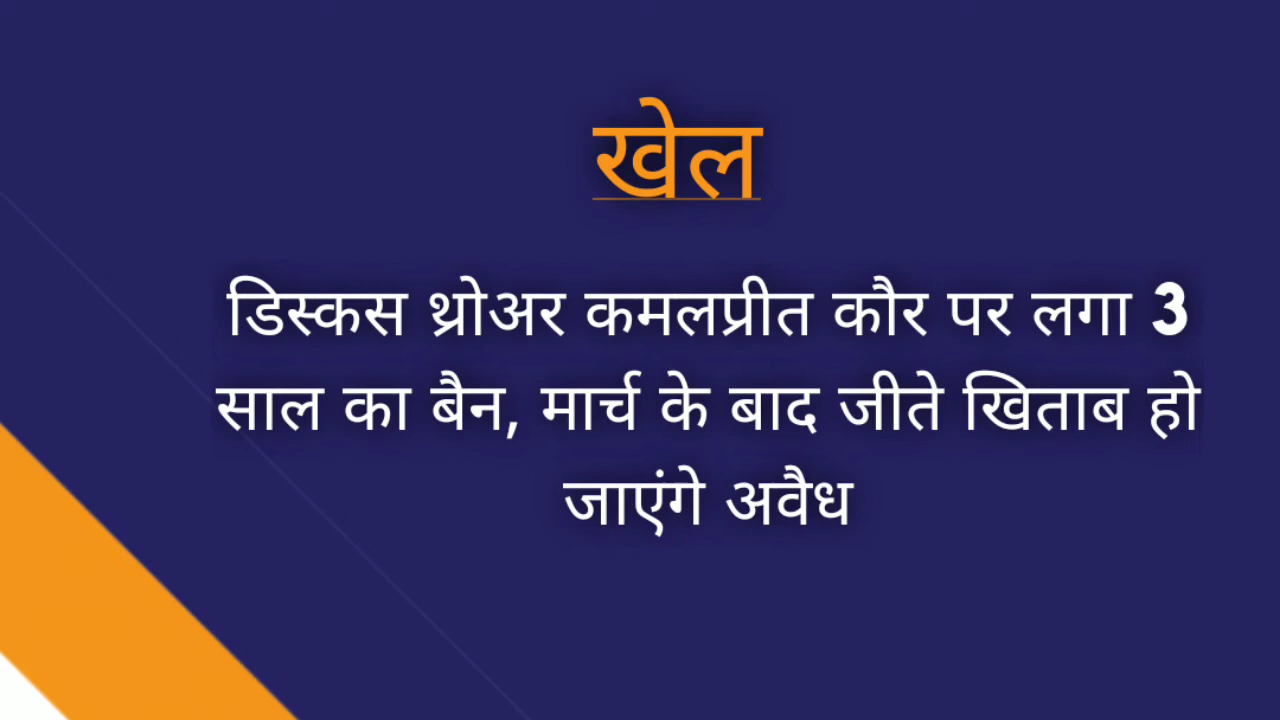 खेल
डिस्कस थ्रोअर कमलप्रीत कौर पर लगा 3
साल का बैन, मार्च के बाद जीते खिताब हो
जाएंगे अवैध